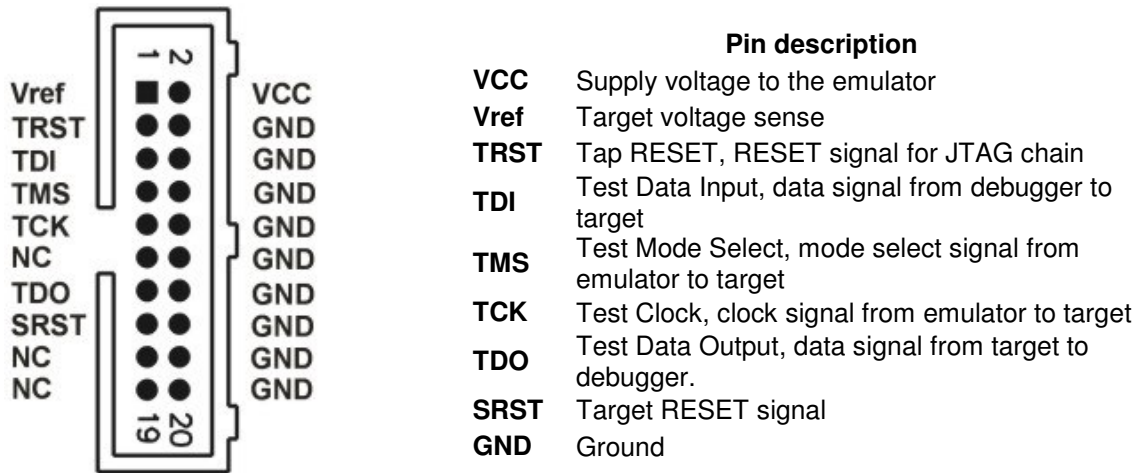 1 2
Vref VCC
TRST GND
TDI GND
TMS GND
TCK GND
NC GND
TDO GND
SRST GND
NC GND
NC GND
19 20
Pin description
VCC Supply voltage to the emulator
Vref Target voltage sense
TRST Tap RESET, RESET signal for JTAG chain
TDI Test Data Input, data signal from debugger to
target
TMS Test Mode Select, mode select signal from
emulator to target
TCK Test Clock, clock signal from emulator to target
TDO Test Data Output, data signal from target to
debugger.
SRST Target RESET signal
GND Ground